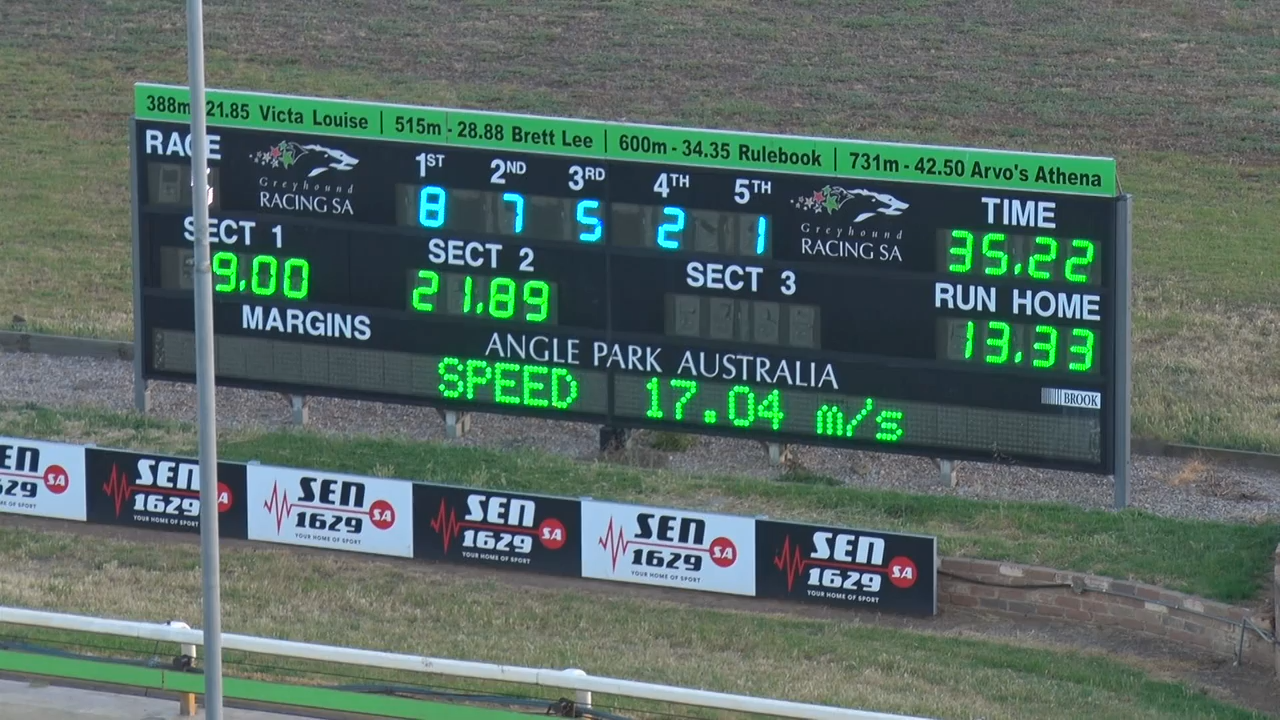 388m 21.85 Victa Louise | 515m - 28.88 Brett Lee | 600m - 34.35 Rulebook | 731m - 42.50 Arvo's Athena
RACE
Greyhound
RACING SA
1ST 2ND 3RD 4TH 5TH
8 7 5 2 1
Greyhound
RACING SA
TIME
35.22
SECT 1
9.00
SECT 2
21.89
SECT 3
RUN HOME
13.33
MARGINS
ANGLE PARK AUSTRALIA
SPEED 17.04 m/s
BROOK
SEN SA
1629
YOUR HOME OF SPORT
SEN
1629
YOUR HOME OF SPORT
SEN SA
1629
YOUR HOME OF SPORT
SEN SA
1629
YOUR HOME OF SPORT
SEN SA
1629
YOUR HOME OF SPORT